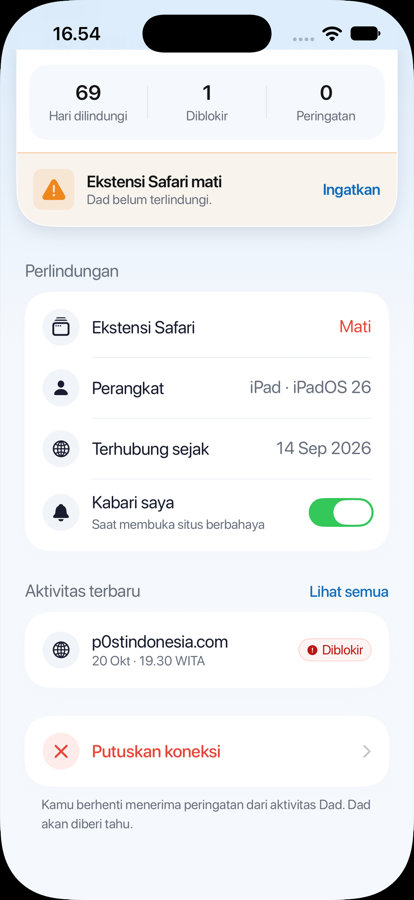 16.54
69
Hari dilindungi
1
Diblokir
0
Peringatan
Ekstensi Safari mati
Dad belum terlindungi.
Ingatkan
Perlindungan
Ekstensi Safari
Mati
Perangkat
iPad · iPadOS 26
Terhubung sejak
14 Sep 2026
Kabari saya
Saat membuka situs berbahaya
Aktivitas terbaru
Lihat semua
p0stindonesia.com
20 Okt · 19.30 WITA
Diblokir
Putuskan koneksi
Kamu berhenti menerima peringatan dari aktivitas Dad. Dad
akan diberi tahu.